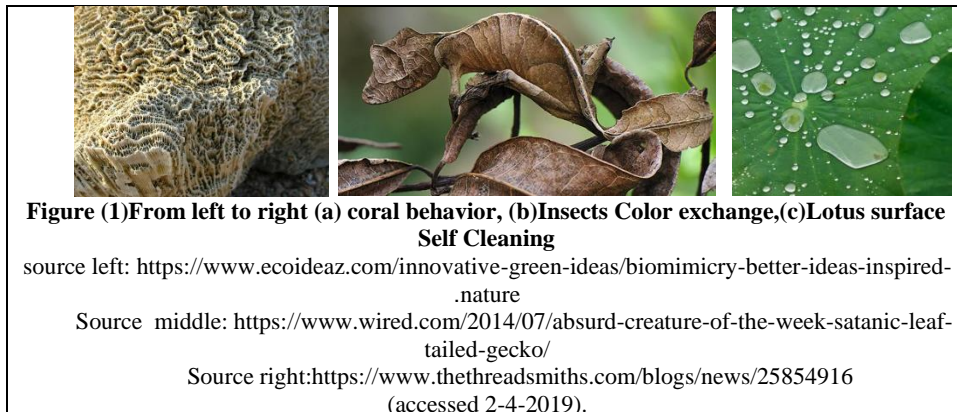 Figure (1)From left to right (a) coral behavior, (b)Insects Color exchange,(c)Lotus surface
Self Cleaning
source left: https://www.ecoideaz.com/innovative-green-ideas/biomimicry-better-ideas-inspired-
.nature
Source middle: https://www.wired.com/2014/07/absurd-creature-of-the-week-satanic-leaf-
tailed-gecko/
Source right:https://www.thethreadsmiths.com/blogs/news/25854916
(accessed 2-4-2019).